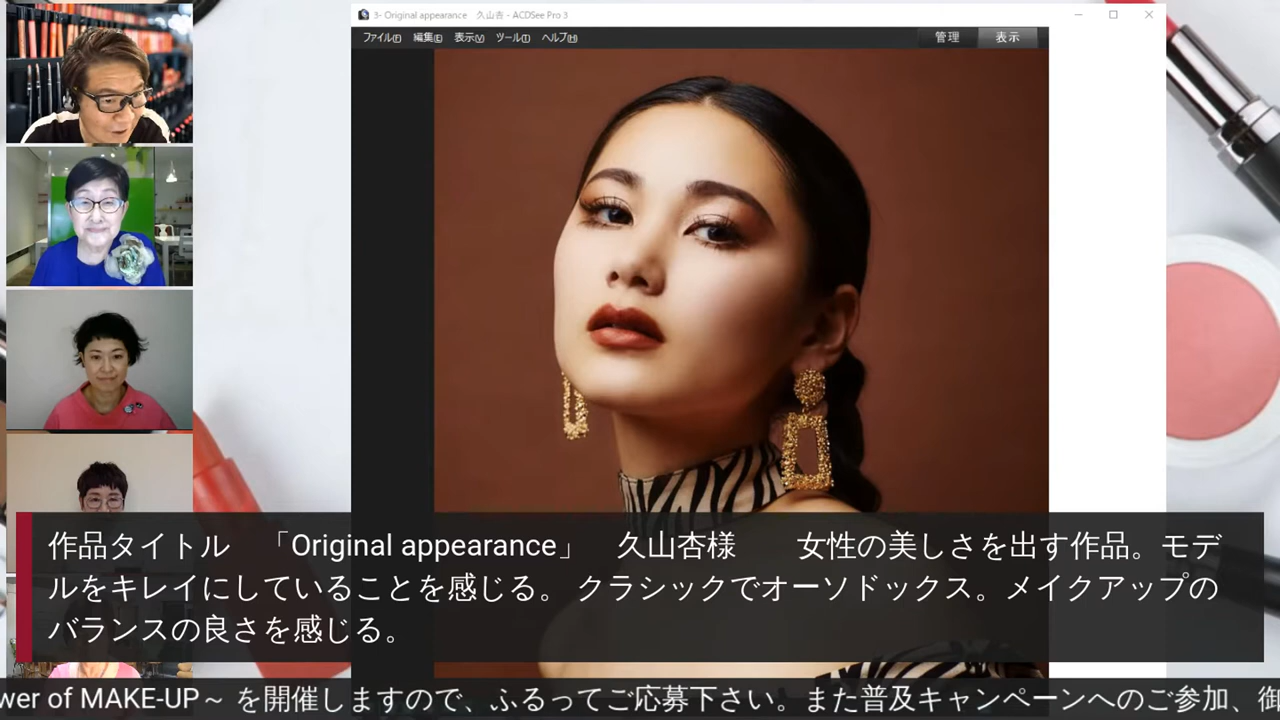 3- Original appearance　久山杏 - ACDSee Pro 3
ファイル(F) 編集(E) 表示(V) ツール(T) ヘルプ(H) 管理 表示
作品タイトル　「Original appearance」　久山杏様　　女性の美しさを出す作品。モデ
ルをキレイにしていることを感じる。 クラシックでオーソドックス。メイクアップの
バランスの良さを感じる。
wer of MAKE-UP～ を開催しますので、ふるってご応募下さい。また普及キャンペーンへのご参加、御